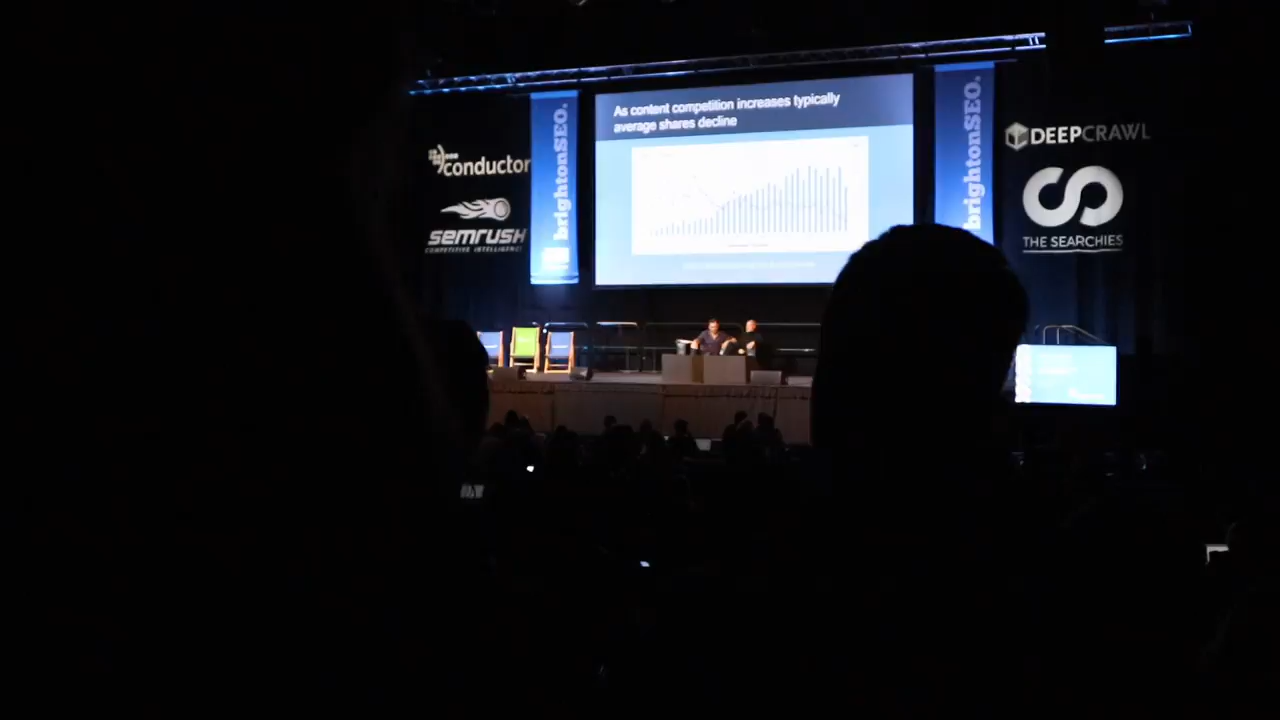 As content competition increases typically
average shares decline
conductor
semrush
COMPETITIVE INTELLIGENCE
brightonSEO.
brightonSEO.
DEEPCRAWL
THE SEARCHIES